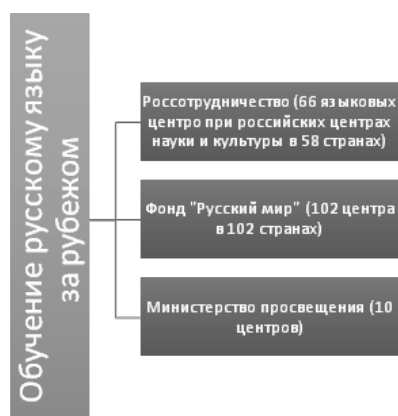 Обучение русскому языку
за рубежом
Россотрудничество (66 языковых
центро при российских центрах
науки и культуры в 58 странах)
Фонд "Русский мир" (102 центра
в 102 странах)
Министерство просвещения (10
центров)